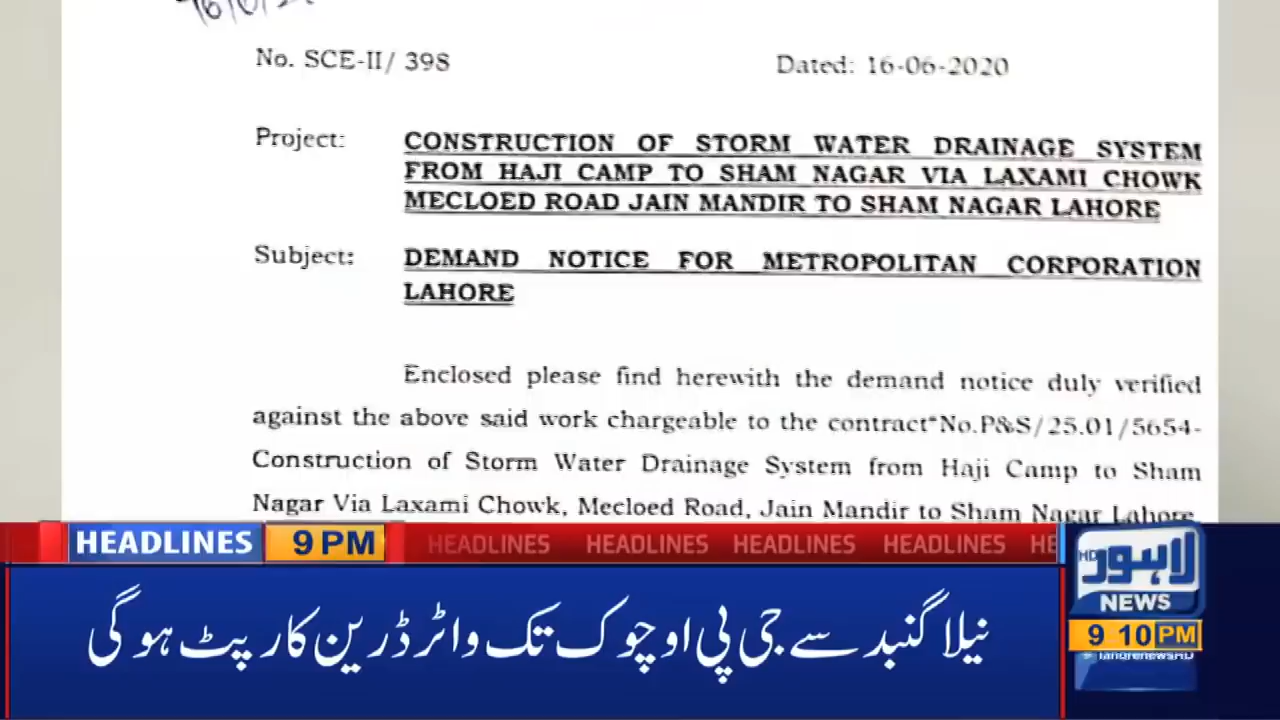 No. SCE-II/ 398
Dated: 16-06-2020
Project: CONSTRUCTION OF STORM WATER DRAINAGE SYSTEM
FROM HAJI CAMP TO SHAM NAGAR VIA LAXAMI CHOWK
MECLOED ROAD JAIN MANDIR TO SHAM NAGAR LAHORE
Subject: DEMAND NOTICE FOR METROPOLITAN CORPORATION
LAHORE
Enclosed please find herewith the demand notice duly verified
against the above said work chargeable to the contract No.P&S/25.01/5654-
Construction of Storm Water Drainage System from Haji Camp to Sham
Nagar Via Laxami Chowk, Mecloed Road, Jain Mandir to Sham Nagar Lahore.
HEADLINES 9 PM HEADLINES HEADLINES HEADLINES HEADLINES HE
نیلا گنبد سے جی پی او چوک تک واٹر ڈرین کارپٹ ہوگی
لاہور
HD
NEWS
9 10 PM
lahorenewsHD